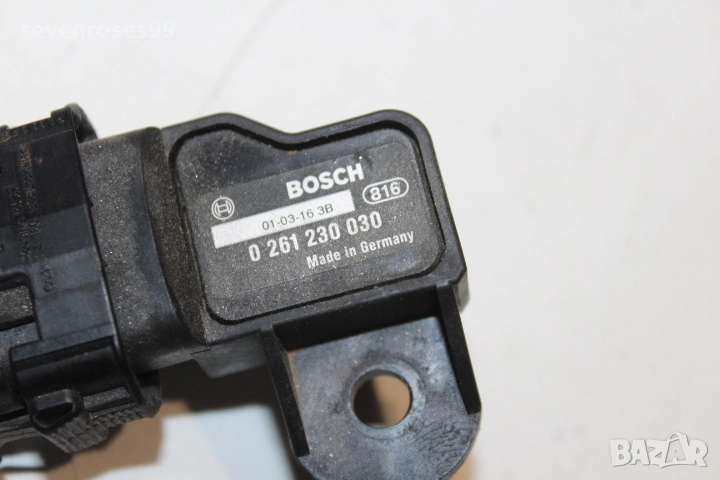 sevenroses99
BOSCH
816
01-03-16 3B
0 261 230 030
Made in Germany
BAZAR